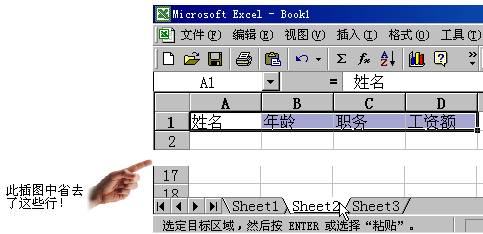 Microsoft Excel - Book1
文件(F) 编辑(E) 视图(V) 插入(I) 格式(O) 工具(T)
Σ fx A Z ?
A1 = 姓名
A B C D
1 姓名 年龄 职务 工资额
2
17
18
此插图中省去
了这些行!
Sheet1 Sheet2 Sheet3
选定目标区域，然后按 ENTER 或选择“粘贴”。